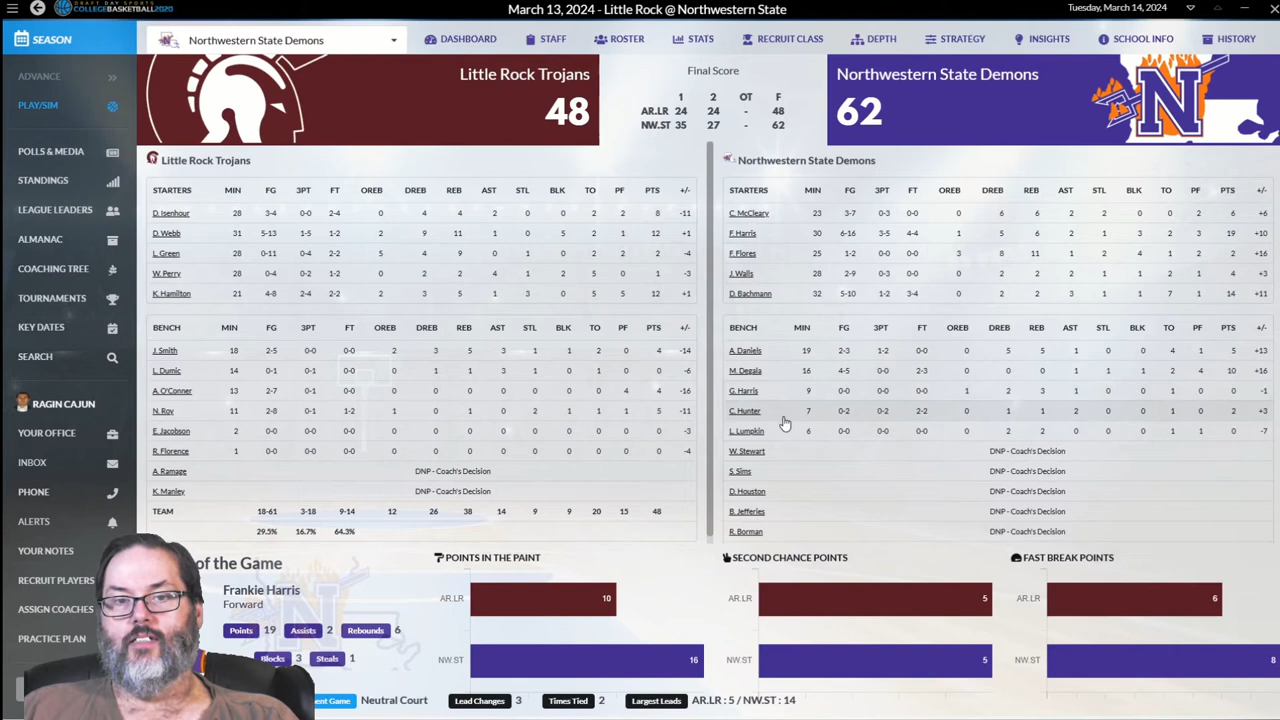 DRAFT DAY SPORTS
COLLEGE BASKETBALL 2020
March 13, 2024 - Little Rock @ Northwestern State
Tuesday, March 14, 2024
SEASON
Northwestern State Demons
DASHBOARD STAFF ROSTER STATS RECRUIT CLASS DEPTH STRATEGY INSIGHTS SCHOOL INFO HISTORY
ADVANCE
PLAY/SIM
POLLS & MEDIA
STANDINGS
LEAGUE LEADERS
ALMANAC
COACHING TREE
TOURNAMENTS
KEY DATES
SEARCH
RAGIN CAJUN
YOUR OFFICE
INBOX
PHONE
ALERTS
YOUR NOTES
RECRUIT PLAYERS
ASSIGN COACHES
PRACTICE PLAN
Little Rock Trojans
48
Final Score
1 2 OT F
AR.LR 24 24 - 48
NW.ST 35 27 - 62
Northwestern State Demons
62
N
Little Rock Trojans
STARTERS MIN FG 3PT FT OREB DREB REB AST STL BLK TO PF PTS +/-
D. Isenhour 28 3-4 0-0 2-4 0 4 4 2 0 0 2 2 8 -11
D. Webb 31 5-13 1-5 1-2 2 9 11 1 0 5 2 1 12 +1
L. Green 28 0-11 0-4 2-2 5 4 9 0 1 0 2 2 2 -4
W. Perry 28 0-4 0-2 1-2 0 2 2 4 1 2 5 0 1 -3
K. Hamilton 21 4-8 2-4 2-2 2 3 5 1 3 0 5 5 12 +1
BENCH MIN FG 3PT FT OREB DREB REB AST STL BLK TO PF PTS +/-
J. Smith 18 2-5 0-0 0-0 2 3 5 3 1 1 2 0 4 -14
L. Dumic 14 0-1 0-1 0-0 0 1 1 3 1 0 1 0 0 -6
A. O'Conner 13 2-7 0-1 0-0 0 0 0 0 1 0 0 4 4 -16
N. Roy 11 2-8 0-1 1-2 1 0 1 0 2 1 1 1 5 -11
E. Jacobson 2 0-0 0-0 0-0 0 0 0 0 0 0 0 0 0 -3
R. Florence 1 0-0 0-0 0-0 0 0 0 0 0 0 0 0 0 -4
A. Ramage DNP - Coach's Decision
K. Manley DNP - Coach's Decision
TEAM 18-61 3-18 9-14 12 26 38 14 9 9 20 15 48
29.5% 16.7% 64.3%
Northwestern State Demons
STARTERS MIN FG 3PT FT OREB DREB REB AST STL BLK TO PF PTS +/-
C. McCleary 23 3-7 0-3 0-0 0 6 6 2 2 0 0 2 6 +6
F. Harris 30 6-16 3-5 4-4 1 5 6 2 1 3 2 3 19 +10
F. Flores 25 1-2 0-0 0-0 3 8 11 1 2 4 1 2 2 +16
J. Walls 28 2-9 0-3 0-0 0 2 2 2 1 1 2 1 4 +3
D. Bachmann 32 5-10 1-2 3-4 0 2 2 3 1 1 7 1 14 +11
BENCH MIN FG 3PT FT OREB DREB REB AST STL BLK TO PF PTS +/-
A. Daniels 19 2-3 1-2 0-0 0 5 5 1 0 0 4 1 5 +13
M. Degala 16 4-5 0-0 2-3 0 1 1 1 1 1 2 4 10 +16
G. Harris 9 0-0 0-0 0-0 1 2 3 1 0 0 0 0 0 -1
C. Hunter 7 0-2 0-2 2-2 0 1 1 2 0 0 1 0 2 +3
L. Lumpkin 6 0-0 0-0 0-0 0 2 2 0 0 0 1 1 0 -7
W. Stewart DNP - Coach's Decision
S. Sims DNP - Coach's Decision
D. Houston DNP - Coach's Decision
B. Jefferies DNP - Coach's Decision
R. Borman DNP - Coach's Decision
of the Game
Frankie Harris
Forward
Points 19 Assists 2 Rebounds 6
Blocks 3 Steals 1
POINTS IN THE PAINT
AR.LR 10
NW.ST 16
SECOND CHANCE POINTS
AR.LR 5
NW.ST 5
FAST BREAK POINTS
AR.LR 6
NW.ST 8
Game Neutral Court Lead Changes 3 Times Tied 2 Largest Leads AR.LR : 5 / NW.ST : 14